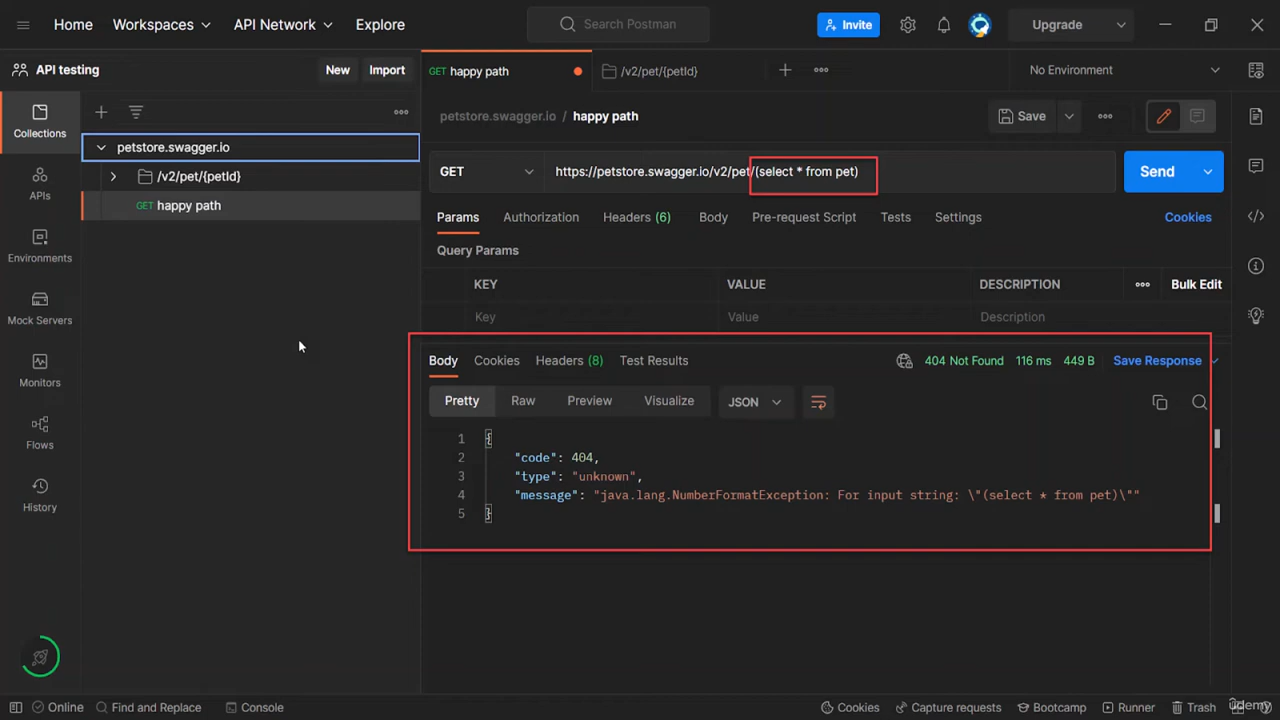 Home Workspaces API Network Explore Search Postman Invite Upgrade
API testing New Import GET happy path /v2/pet/{petId} No Environment
Collections
petstore.swagger.io / happy path Save
petstore.swagger.io
GET https://petstore.swagger.io/v2/pet/(select * from pet) Send
/v2/pet/{petId}
APIs
GET happy path
Params Authorization Headers (6) Body Pre-request Script Tests Settings Cookies
Environments
Query Params
KEY VALUE DESCRIPTION Bulk Edit
Mock Servers
Key Value Description
Body Cookies Headers (8) Test Results 404 Not Found 116 ms 449 B Save Response
Monitors
Pretty Raw Preview Visualize JSON
Flows
1 {
2 "code": 404,
3 "type": "unknown",
4 "message": "java.lang.NumberFormatException: For input string: \"(select * from pet)\""
5 }
History
Online Find and Replace Console Cookies Capture requests Bootcamp Runner Trash
ûdemy